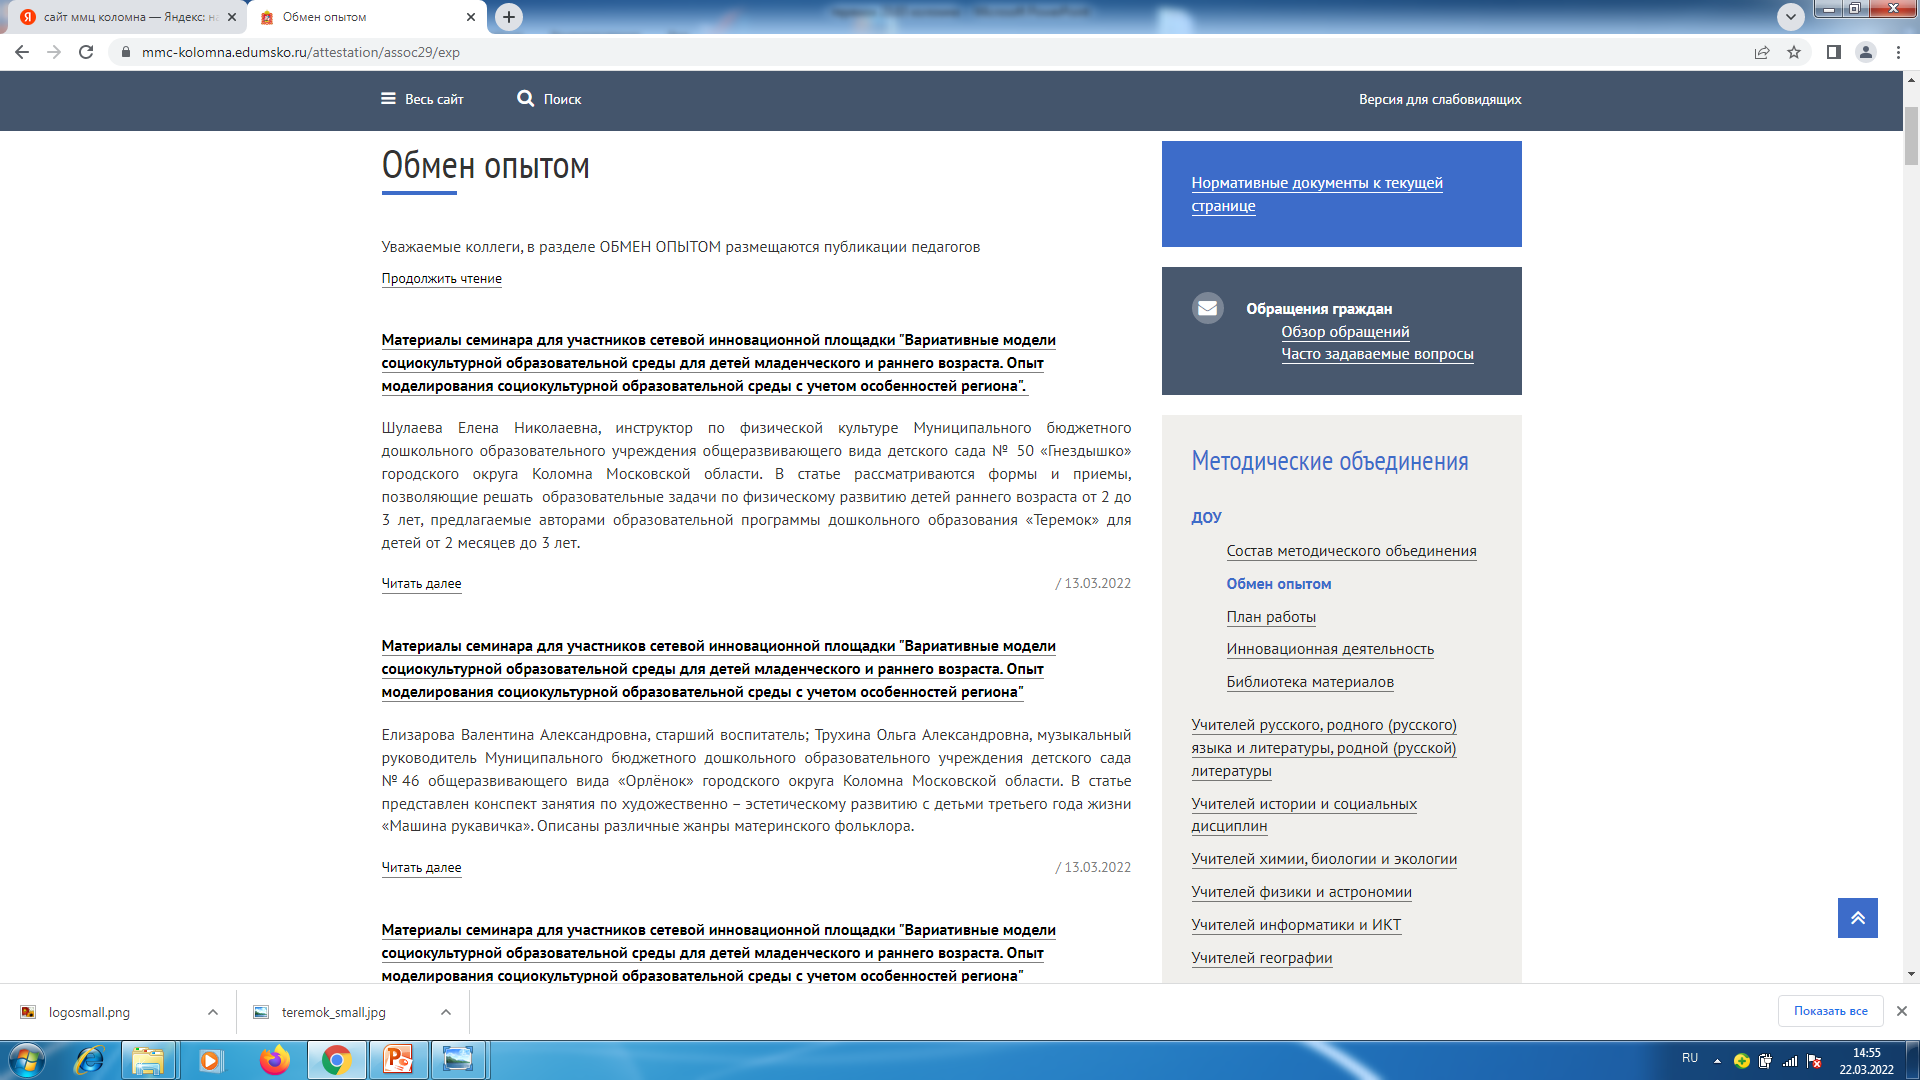 сайт ммц коломна — Яндекс: на
Обмен опытом
mmc-kolomna.edumsko.ru/attestation/assoc29/exp
Весь сайт
Поиск
Версия для слабовидящих
Обмен опытом
Уважаемые коллеги, в разделе ОБМЕН ОПЫТОМ размещаются публикации педагогов
Продолжить чтение
Материалы семинара для участников сетевой инновационной площадки "Вариативные модели
социокультурной образовательной среды для детей младенческого и раннего возраста. Опыт
моделирования социокультурной образовательной среды с учетом особенностей региона".
Шулаева Елена Николаевна, инструктор по физической культуре Муниципального бюджетного
дошкольного образовательного учреждения общеразвивающего вида детского сада № 50 «Гнездышко»
городского округа Коломна Московской области. В статье рассматриваются формы и приемы,
позволяющие решать образовательные задачи по физическому развитию детей раннего возраста от 2 до
3 лет, предлагаемые авторами образовательной программы дошкольного образования «Теремок» для
детей от 2 месяцев до 3 лет.
Читать далее
/ 13.03.2022
Материалы семинара для участников сетевой инновационной площадки "Вариативные модели
социокультурной образовательной среды для детей младенческого и раннего возраста. Опыт
моделирования социокультурной образовательной среды с учетом особенностей региона"
Елизарова Валентина Александровна, старший воспитатель; Трухина Ольга Александровна, музыкальный
руководитель Муниципального бюджетного дошкольного образовательного учреждения детского сада
№ 46 общеразвивающего вида «Орлёнок» городского округа Коломна Московской области. В статье
представлен конспект занятия по художественно – эстетическому развитию с детьми третьего года жизни
«Машина рукавичка». Описаны различные жанры материнского фольклора.
Читать далее
/ 13.03.2022
Материалы семинара для участников сетевой инновационной площадки "Вариативные модели
социокультурной образовательной среды для детей младенческого и раннего возраста. Опыт
моделирования социокультурной образовательной среды с учетом особенностей региона"
Нормативные документы к текущей
странице
Обращения граждан
Обзор обращений
Часто задаваемые вопросы
Методические объединения
ДОУ
Состав методического объединения
Обмен опытом
План работы
Инновационная деятельность
Библиотека материалов
Учителей русского, родного (русского)
языка и литературы, родной (русской)
литературы
Учителей истории и социальных
дисциплин
Учителей химии, биологии и экологии
Учителей физики и астрономии
Учителей информатики и ИКТ
Учителей географии
logosmall.png
teremok_small.jpg
Показать все
RU
14:55
22.03.2022